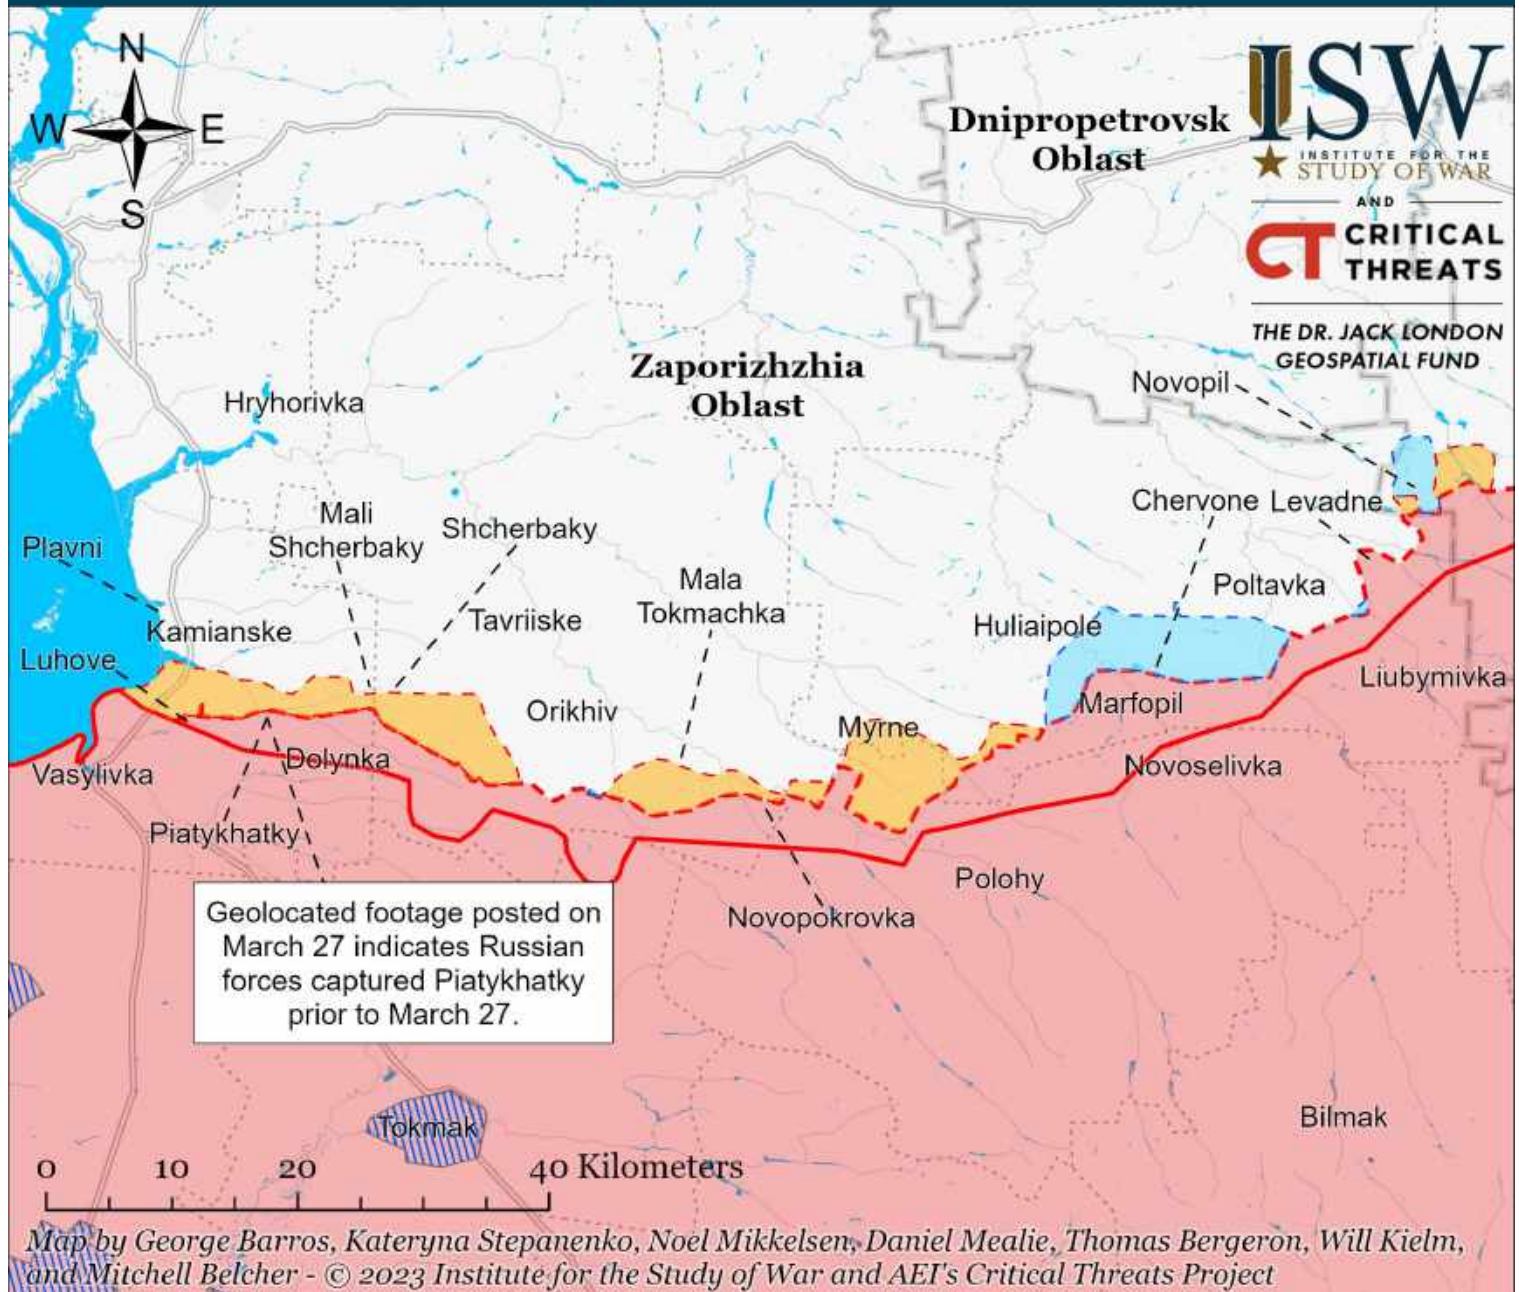 N
W
E
S
Dnipropetrovsk
Oblast
ISW
INSTITUTE FOR THE
STUDY OF WAR
AND
CT CRITICAL
THREATS
THE DR. JACK LONDON
GEOSPATIAL FUND
Zaporizhzhia
Oblast
Novopil
Hryhorivka
Mali
Shcherbaky
Shcherbaky
Chervone
Levadne
Plavni
Mala
Tokmachka
Poltavka
Kamianske
Tavriiske
Huliaipole
Luhove
Liubymivka
Orikhiv
Marfopil
Myrne
Vasylivka
Dolynka
Novoselivka
Piatykhatky
Polohy
Novopokrovka
Geolocated footage posted on
March 27 indicates Russian
forces captured Piatykhatky
prior to March 27.
Tokmak
Bilmak
0 10 20 40 Kilometers
Map by George Barros, Kateryna Stepanenko, Noel Mikkelsen, Daniel Mealie, Thomas Bergeron, Will Kielm,
and Mitchell Belcher - © 2023 Institute for the Study of War and AEI's Critical Threats Project